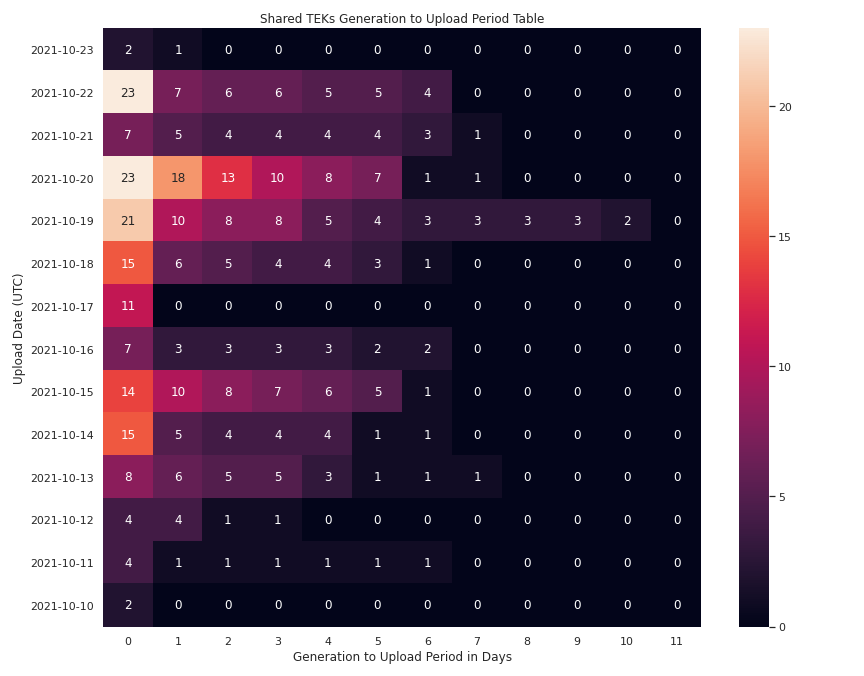 Shared TEKs Generation to Upload Period Table
Upload Date (UTC)
2021-10-23 2 1 0 0 0 0 0 0 0 0 0 0
2021-10-22 23 7 6 6 5 5 4 0 0 0 0 0
2021-10-21 7 5 4 4 4 4 3 1 0 0 0 0
2021-10-20 23 18 13 10 8 7 1 1 0 0 0 0
2021-10-19 21 10 8 8 5 4 3 3 3 3 2 0
2021-10-18 15 6 5 4 4 3 1 0 0 0 0 0
2021-10-17 11 0 0 0 0 0 0 0 0 0 0 0
2021-10-16 7 3 3 3 3 2 2 0 0 0 0 0
2021-10-15 14 10 8 7 6 5 1 0 0 0 0 0
2021-10-14 15 5 4 4 4 1 1 0 0 0 0 0
2021-10-13 8 6 5 5 3 1 1 1 0 0 0 0
2021-10-12 4 4 1 1 0 0 0 0 0 0 0 0
2021-10-11 4 1 1 1 1 1 1 0 0 0 0 0
2021-10-10 2 0 0 0 0 0 0 0 0 0 0 0
0 1 2 3 4 5 6 7 8 9 10 11
Generation to Upload Period in Days
20
15
10
5
0